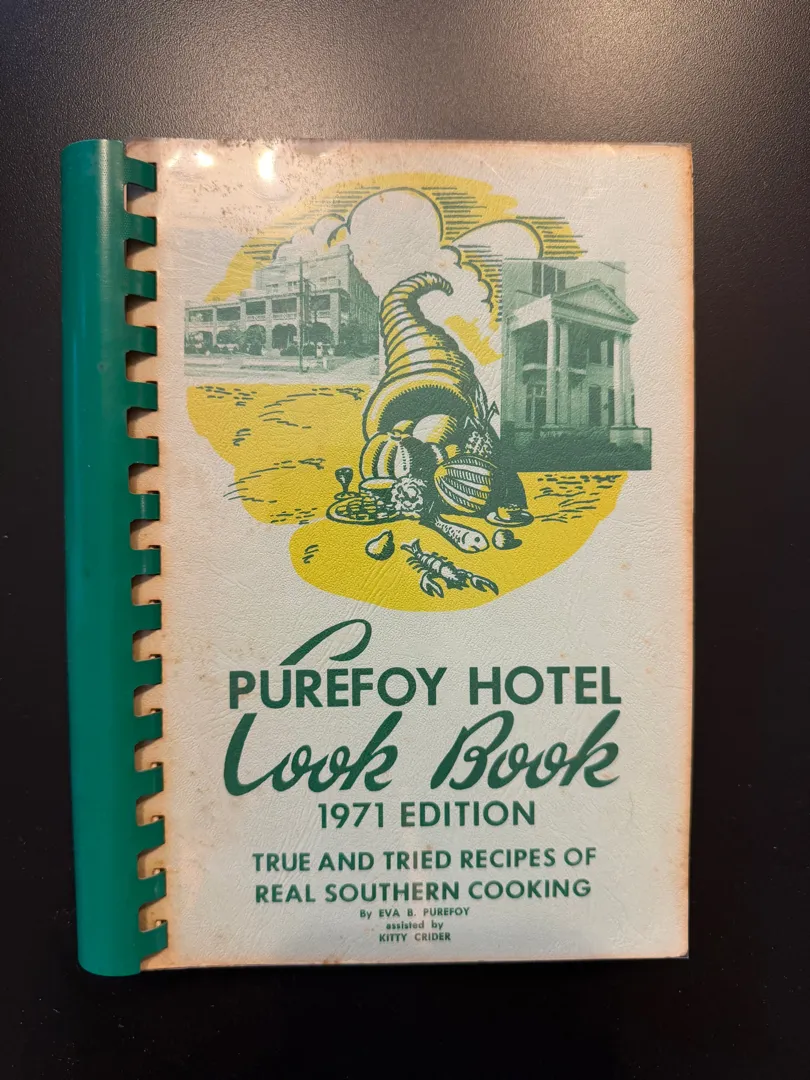 PUREFOY HOTEL
Cook Book
1971 EDITION
TRUE AND TRIED RECIPES OF
REAL SOUTHERN COOKING
By EVA B. PUREFOY
assisted by
KITTY CRIDER